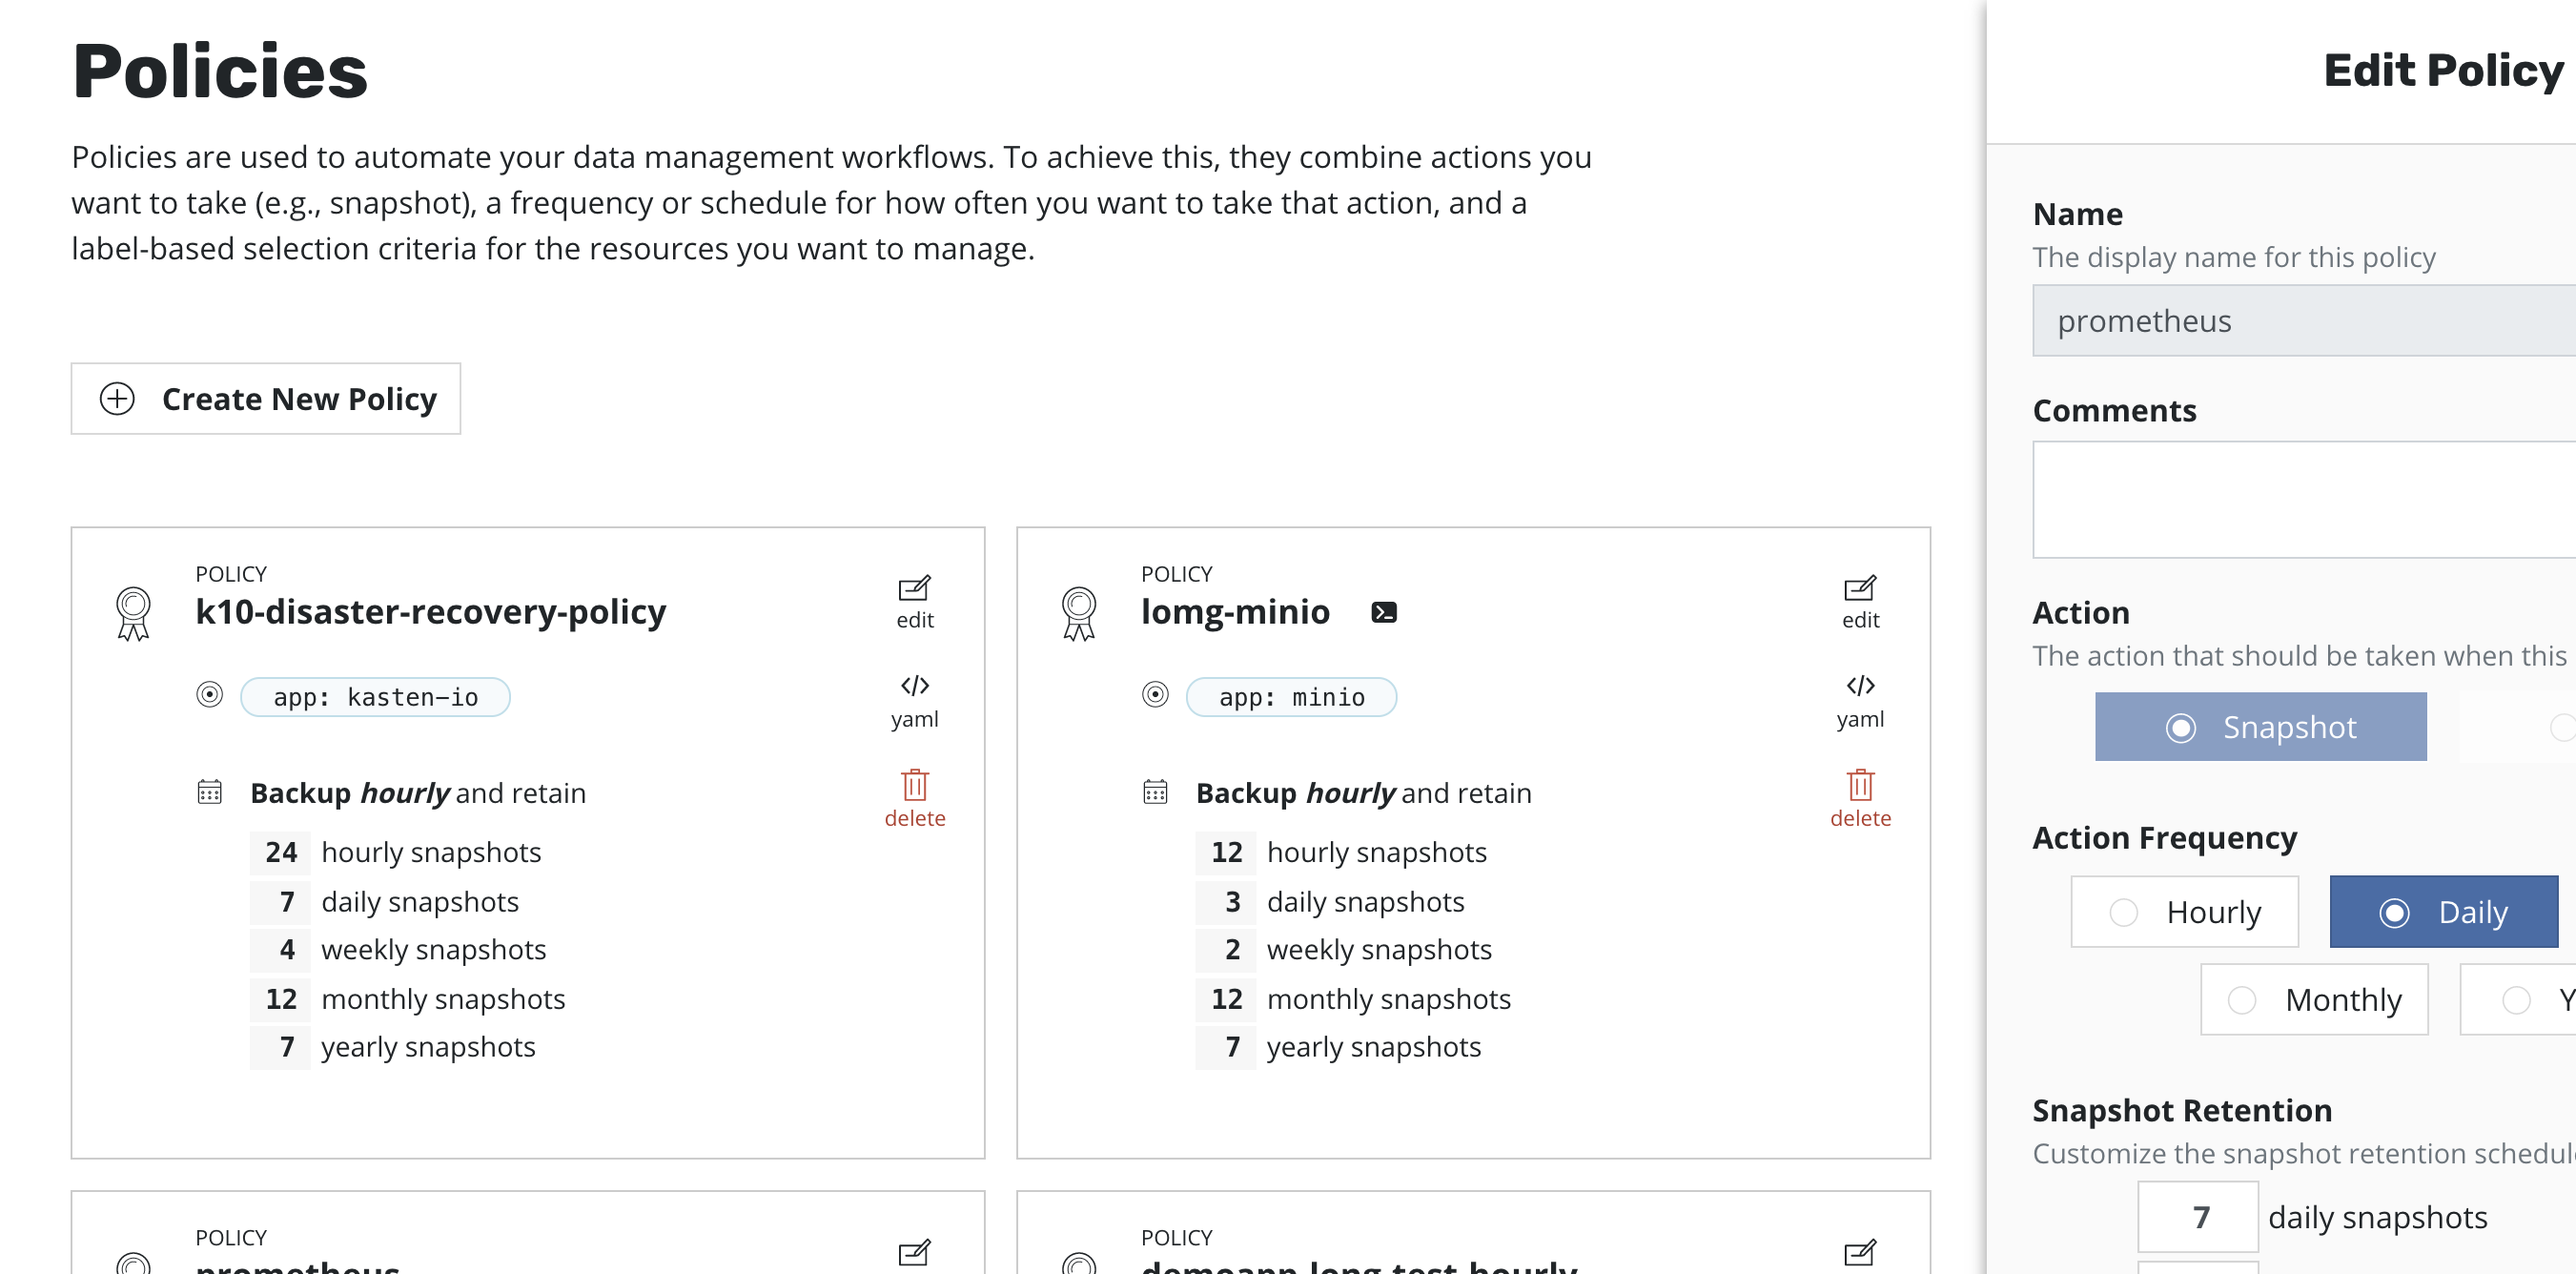 Policies
Policies are used to automate your data management workflows. To achieve this, they combine actions you
want to take (e.g., snapshot), a frequency or schedule for how often you want to take that action, and a
label-based selection criteria for the resources you want to manage.
Create New Policy
POLICY
k10-disaster-recovery-policy
edit
app: kasten-io
yaml
Backup hourly and retain
delete
24 hourly snapshots
7 daily snapshots
4 weekly snapshots
12 monthly snapshots
7 yearly snapshots
POLICY
lomg-minio
edit
app: minio
yaml
Backup hourly and retain
delete
12 hourly snapshots
3 daily snapshots
2 weekly snapshots
12 monthly snapshots
7 yearly snapshots
POLICY
prometheus
POLICY
demoapp-long-test-hourly
Edit Policy
Name
The display name for this policy
prometheus
Comments
Action
The action that should be taken when this
Snapshot
Action Frequency
Hourly
Daily
Monthly
Y
Snapshot Retention
Customize the snapshot retention
7 daily snapshots